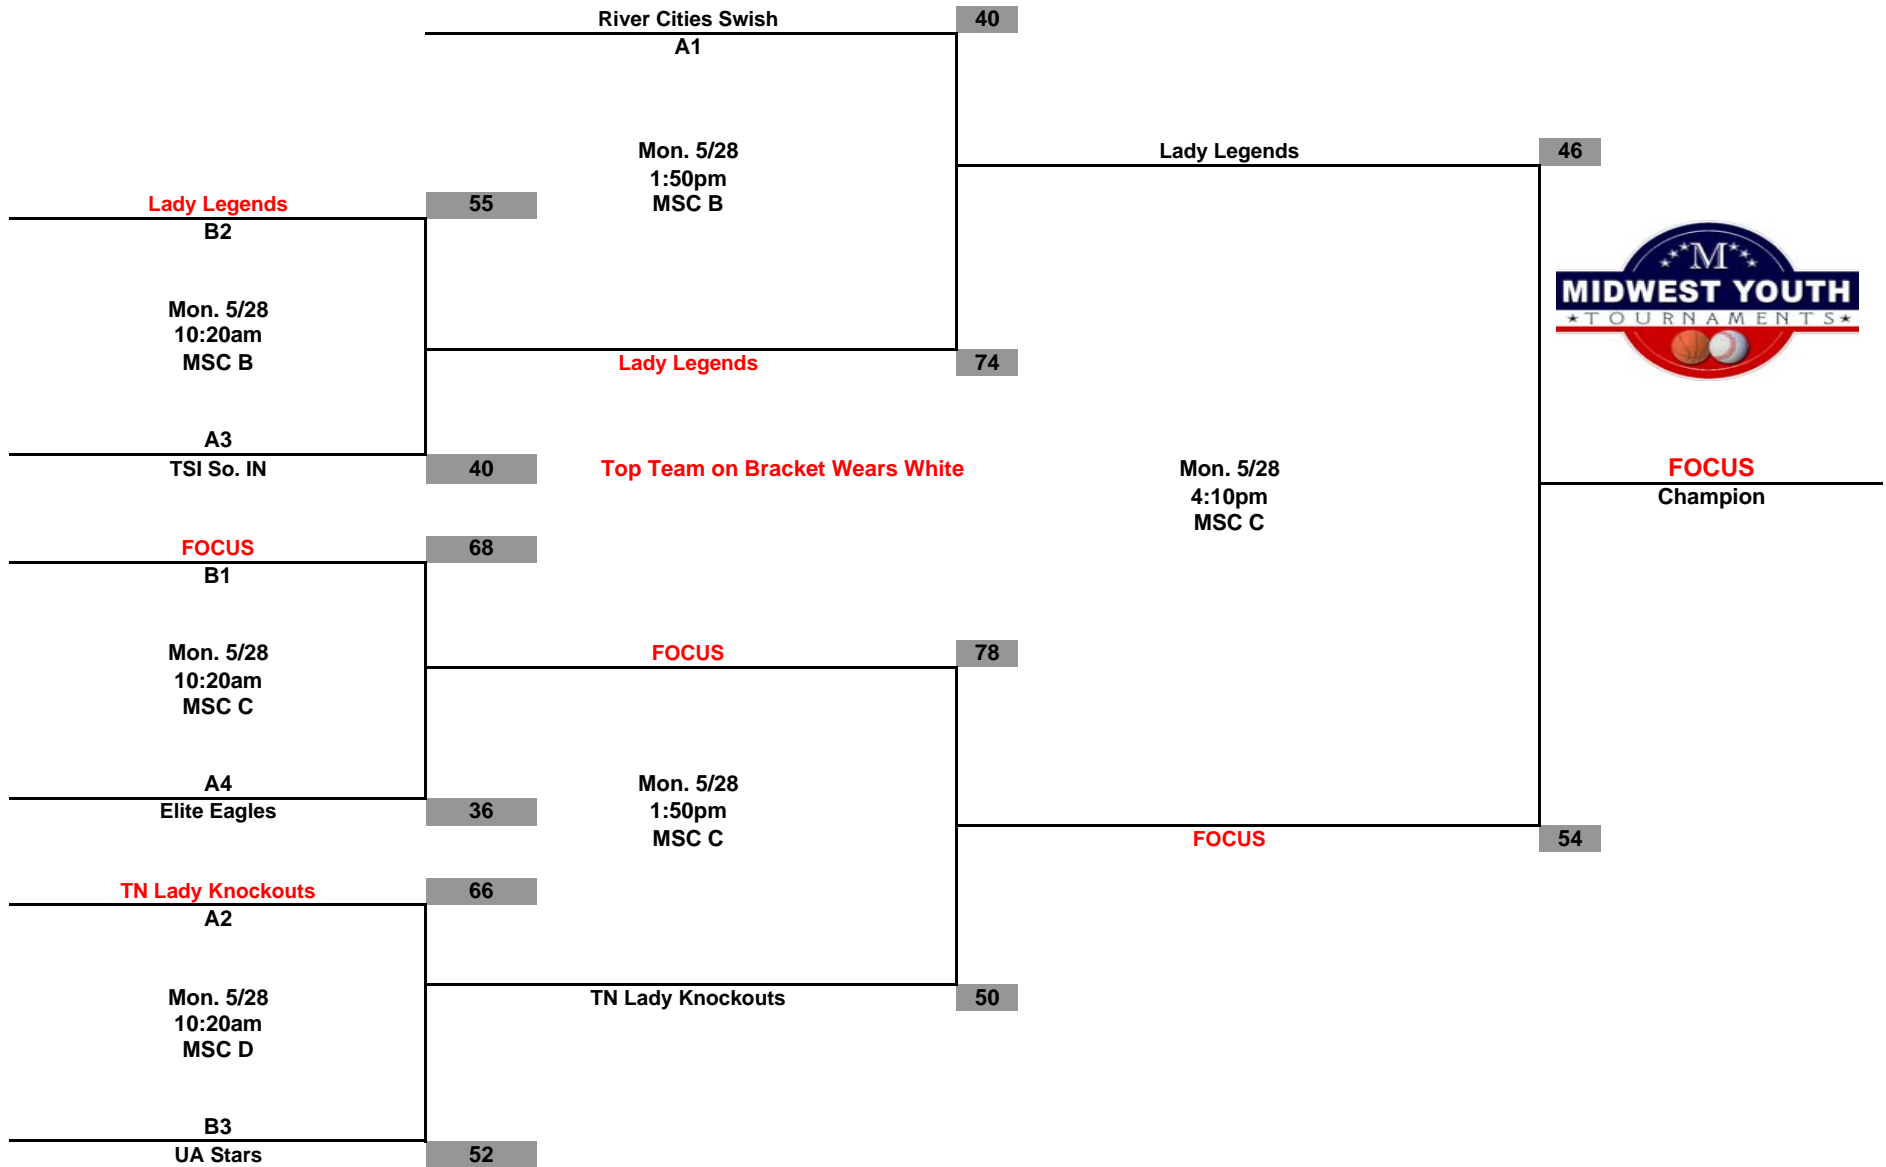 River Cities Swish 40
A1
Mon. 5/28
1:50pm
MSC B
Lady Legends 46
Lady Legends 55
B2
Mon. 5/28
10:20am
MSC B
M
MIDWEST YOUTH
TOURNAMENTS
Lady Legends 74
A3
TSI So. IN 40
Top Team on Bracket Wears White
Mon. 5/28
4:10pm
MSC C
FOCUS
Champion
FOCUS 68
B1
Mon. 5/28
10:20am
MSC C
FOCUS 78
A4
Elite Eagles 36
Mon. 5/28
1:50pm
MSC C
FOCUS 54
TN Lady Knockouts 66
A2
Mon. 5/28
10:20am
MSC D
TN Lady Knockouts 50
B3
UA Stars 52